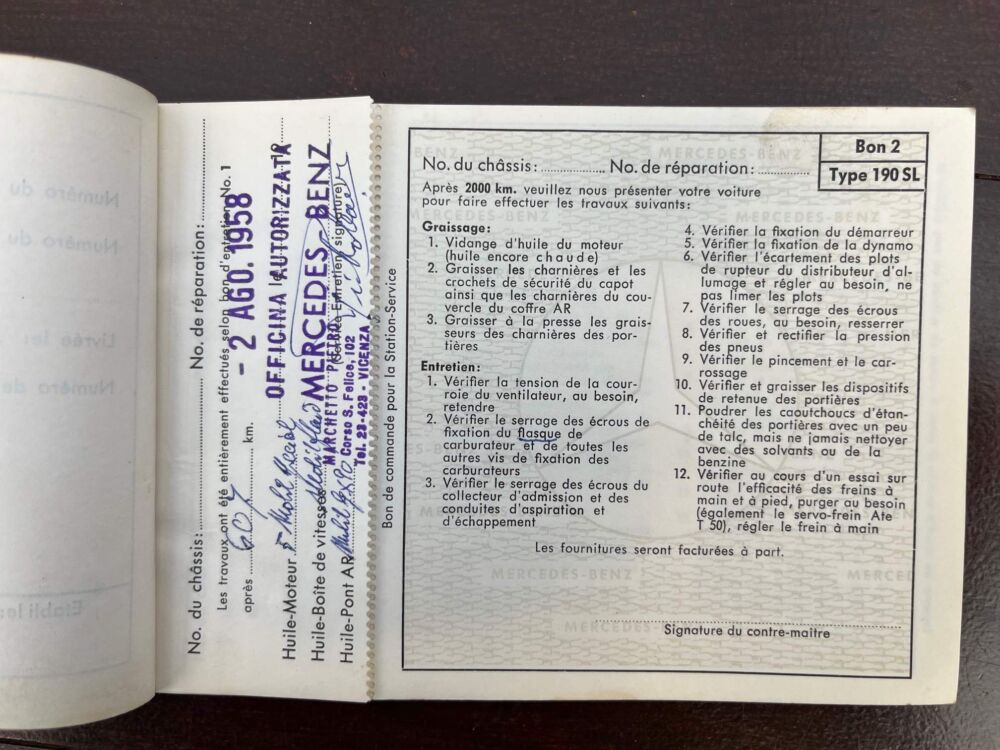 No. du châssis: No. de réparation:
Les travaux ont été entièrement effectués selon bon d'entretien No. 1
- 2 AGO. 1958
après 607 km.
OFFICINA AUTORIZZATA
MERCEDES-BENZ
MARCHETTO PIETRO
Corso S. Felice, 102
Tel. 23-423 - VICENZA
Huile-Moteur
Huile-Boîte de vitesses
Huile-Pont AR
(Service Entretien signature)
Bon de commande pour la Station-Service
Bon 2
Type 190 SL
No. du châssis: No. de réparation:
Après 2000 km. veuillez nous présenter votre voiture
pour faire effectuer les travaux suivants:
Graissage:
1. Vidange d'huile du moteur
(huile encore chaude)
2. Graisser les charnières et les
crochets de sécurité du capot
ainsi que les charnières du cou-
vercle du coffre AR
3. Graisser à la presse les grais-
seurs des charnières des por-
tières
Entretien:
1. Vérifier la tension de la cour-
roie du ventilateur, au besoin,
retendre
2. Vérifier le serrage des écrous de
fixation du flasque de
carburateur et de toutes les
autres vis de fixation des
carburateurs
3. Vérifier le serrage des écrous du
collecteur d'admission et des
conduites d'aspiration et
d'échappement
4. Vérifier la fixation du démarreur
5. Vérifier la fixation de la dynamo
6. Vérifier l'écartement des plots
de rupteur du distributeur d'al-
lumage et régler au besoin, ne
pas limer les plots
7. Vérifier le serrage des écrous
des roues, au besoin, resserrer
8. Vérifier et rectifier la pression
des pneus
9. Vérifier le pincement et le car-
rossage
10. Vérifier et graisser les dispositifs
de retenue des portières
11. Poudrer les caoutchoucs d'étan-
chéité des portières avec un peu
de talc, mais ne jamais nettoyer
avec des solvants ou de la
benzine
12. Vérifier au cours d'un essai sur
route l'efficacité des freins à
main et à pied, purger au besoin
(également le servo-frein Ate
T 50), régler le frein à main
Les fournitures seront facturées à part.
MERCEDES-BENZ
Signature du contre-maître